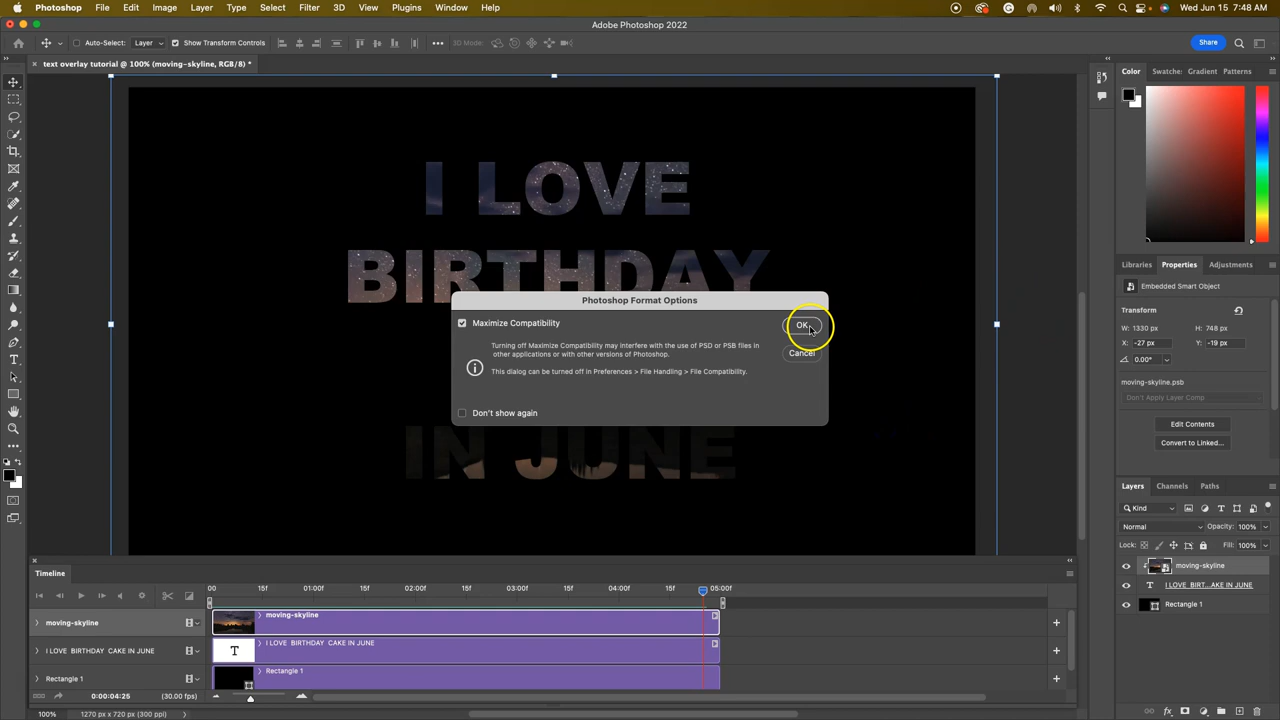 Photoshop File Edit Image Layer Type Select Filter 3D View Plugins Window Help Wed Jun 15 7:48 AM
Adobe Photoshop 2022
Auto-Select: Layer Show Transform Controls 3D Mode: Share
text overlay tutorial @ 100% (moving-skyline, RGB/8) *
Color Swatche: Gradient Patterns
I LOVE
BIRTHDAY
IN JUNE
Photoshop Format Options
Maximize Compatibility
OK
Turning off Maximize Compatibility may interfere with the use of PSD or PSB files in
other applications or with other versions of Photoshop.
Cancel
This dialog can be turned off in Preferences > File Handling > File Compatibility.
Don't show again
Libraries Properties Adjustments
Embedded Smart Object
Transform
W: 1330 px H: 748 px
X: -27 px Y: -19 px
0.00°
moving-skyline.psb
Don't Apply Layer Comp
Edit Contents
Convert to Linked...
Layers Channels Paths
Kind
Normal Opacity: 100%
Lock: Fill: 100%
moving-skyline
T I LOVE BIRT...AKE IN JUNE
Rectangle 1
Timeline
00 15f 01:00f 15f 02:00f 15f 03:00f 15f 04:00f 15f 05:00f
moving-skyline moving-skyline
I LOVE BIRTHDAY CAKE IN JUNE T I LOVE BIRTHDAY CAKE IN JUNE
Rectangle 1 Rectangle 1
0:00:04:25 (30.00 fps)
100% 1270 px x 720 px (300 ppi)